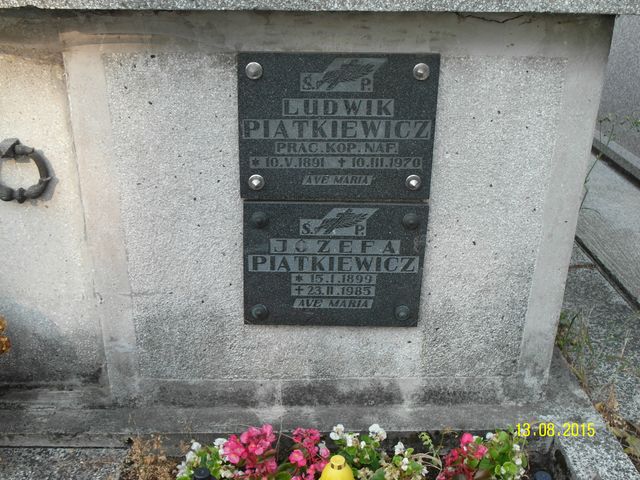 Ś. P.
LUDWIK
PIATKIEWICZ
PRAC. KOP. NAF.
* 10.V.1891 + 10.III.1970
AVE MARIA
Ś. P.
JÓZEFA
PIATKIEWICZ
* 15.I.1899
+ 23.II.1985
AVE MARIA
13.08.2015